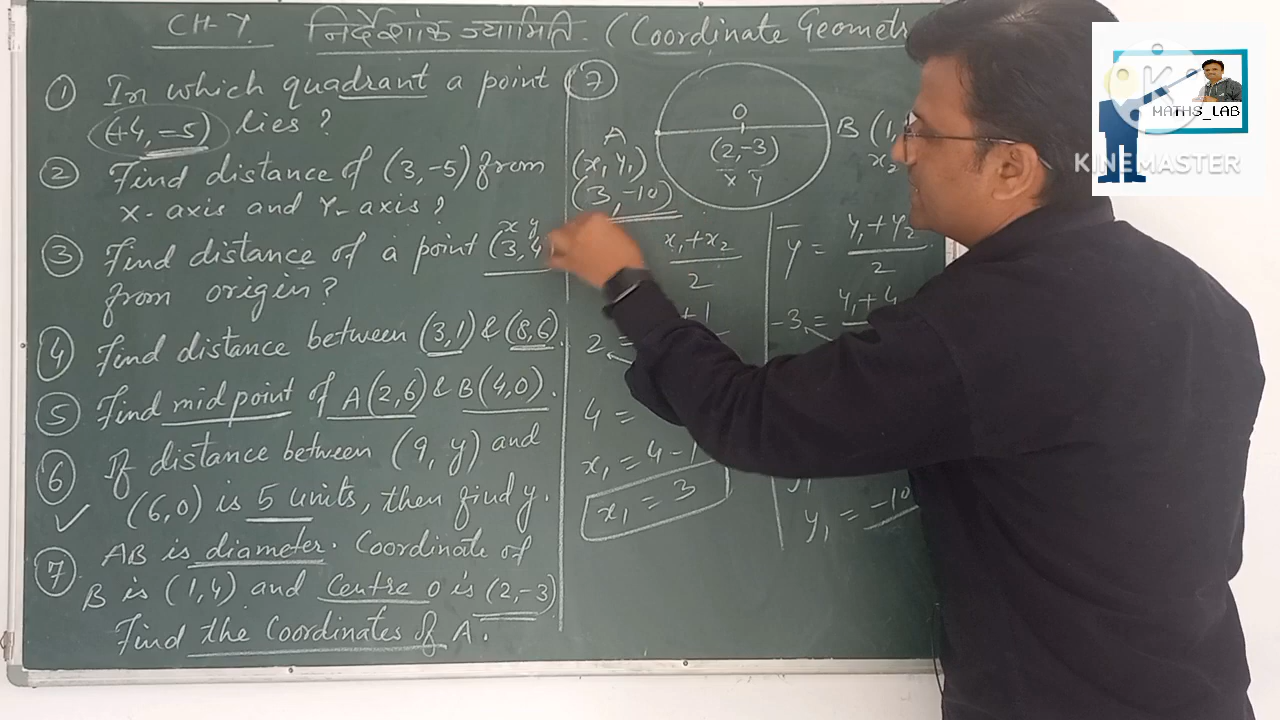 CH-7. निर्देशांक ज्यामिति. (Coordinate Geometr
① In which quadrant a point
(+4, -5) lies ?
② Find distance of (3, -5) from
X-axis and Y-axis ?
③ Find distance of a point (3, 4)
x y
from origin ?
④ Find distance between (3, 1) & (8, 6).
⑤ Find midpoint of A(2, 6) & B(4, 0).
⑥ If distance between (9, y) and
(6, 0) is 5 units, then find y.
⑦ AB is diameter. Coordinate of
B is (1, 4) and Centre O is (2, -3)
Find the Coordinates of A.
⑦
O
(2, -3)
x y
A
(x₁, y₁)
(3, -10)
B (1,
x₂
x₁ + x₂
2
+ 1
2 =
4 =
x₁ = 4 - 1
x₁ = 3
y = y₁ + y₂
2
-3 = y₁ + 4
y₁ = -10
K
MATHS_LAB
KINEMASTER